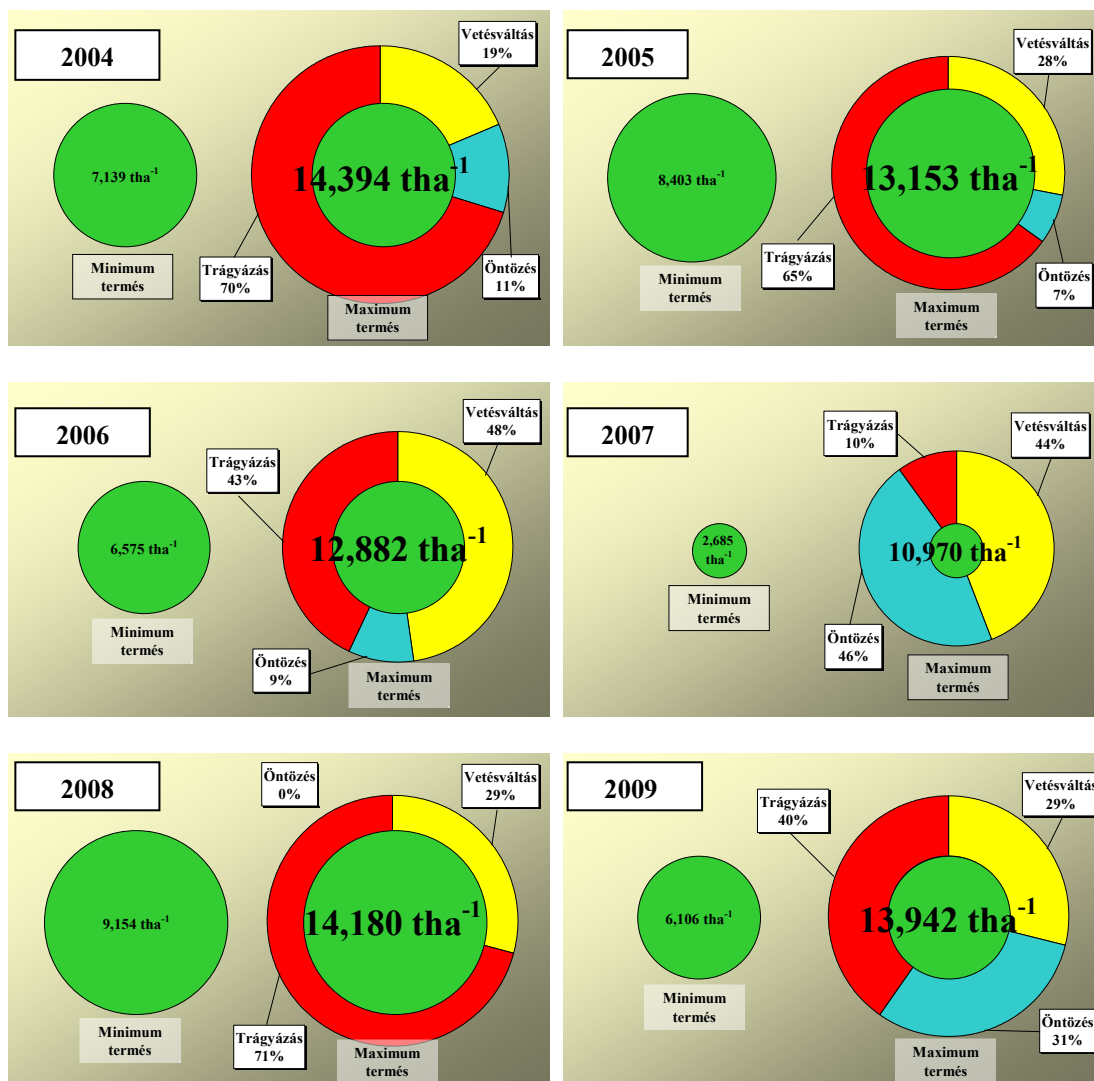 2004
Vetésváltás
19%
7,139 tha⁻¹
14,394 tha⁻¹
Minimum
termés
Trágyázás
70%
Öntözés
11%
Maximum
termés
2005
Vetésváltás
28%
8,403 tha⁻¹
13,153 tha⁻¹
Minimum
termés
Trágyázás
65%
Öntözés
7%
Maximum
termés
2006
Vetésváltás
48%
Trágyázás
43%
6,575 tha⁻¹
12,882 tha⁻¹
Minimum
termés
Öntözés
9%
Maximum
termés
2007
Trágyázás
10%
Vetésváltás
44%
2,685
tha⁻¹
10,970 tha⁻¹
Minimum
termés
Öntözés
46%
Maximum
termés
2008
Öntözés
0%
Vetésváltás
29%
9,154 tha⁻¹
14,180 tha⁻¹
Minimum
termés
Trágyázás
71%
Maximum
termés
2009
Trágyázás
40%
Vetésváltás
29%
6,106 tha⁻¹
13,942 tha⁻¹
Minimum
termés
Öntözés
31%
Maximum
termés